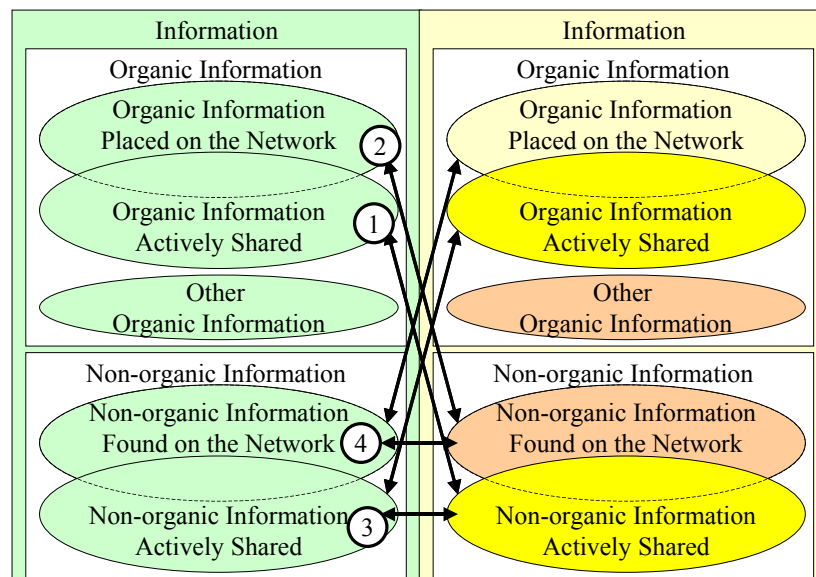 Information
Organic Information
Organic Information
Placed on the Network
2
Organic Information
Actively Shared
1
Other
Organic Information
Non-organic Information
Non-organic Information
Found on the Network
4
Non-organic Information
Actively Shared
3
Information
Organic Information
Organic Information
Placed on the Network
Organic Information
Actively Shared
Other
Organic Information
Non-organic Information
Non-organic Information
Found on the Network
Non-organic Information
Actively Shared